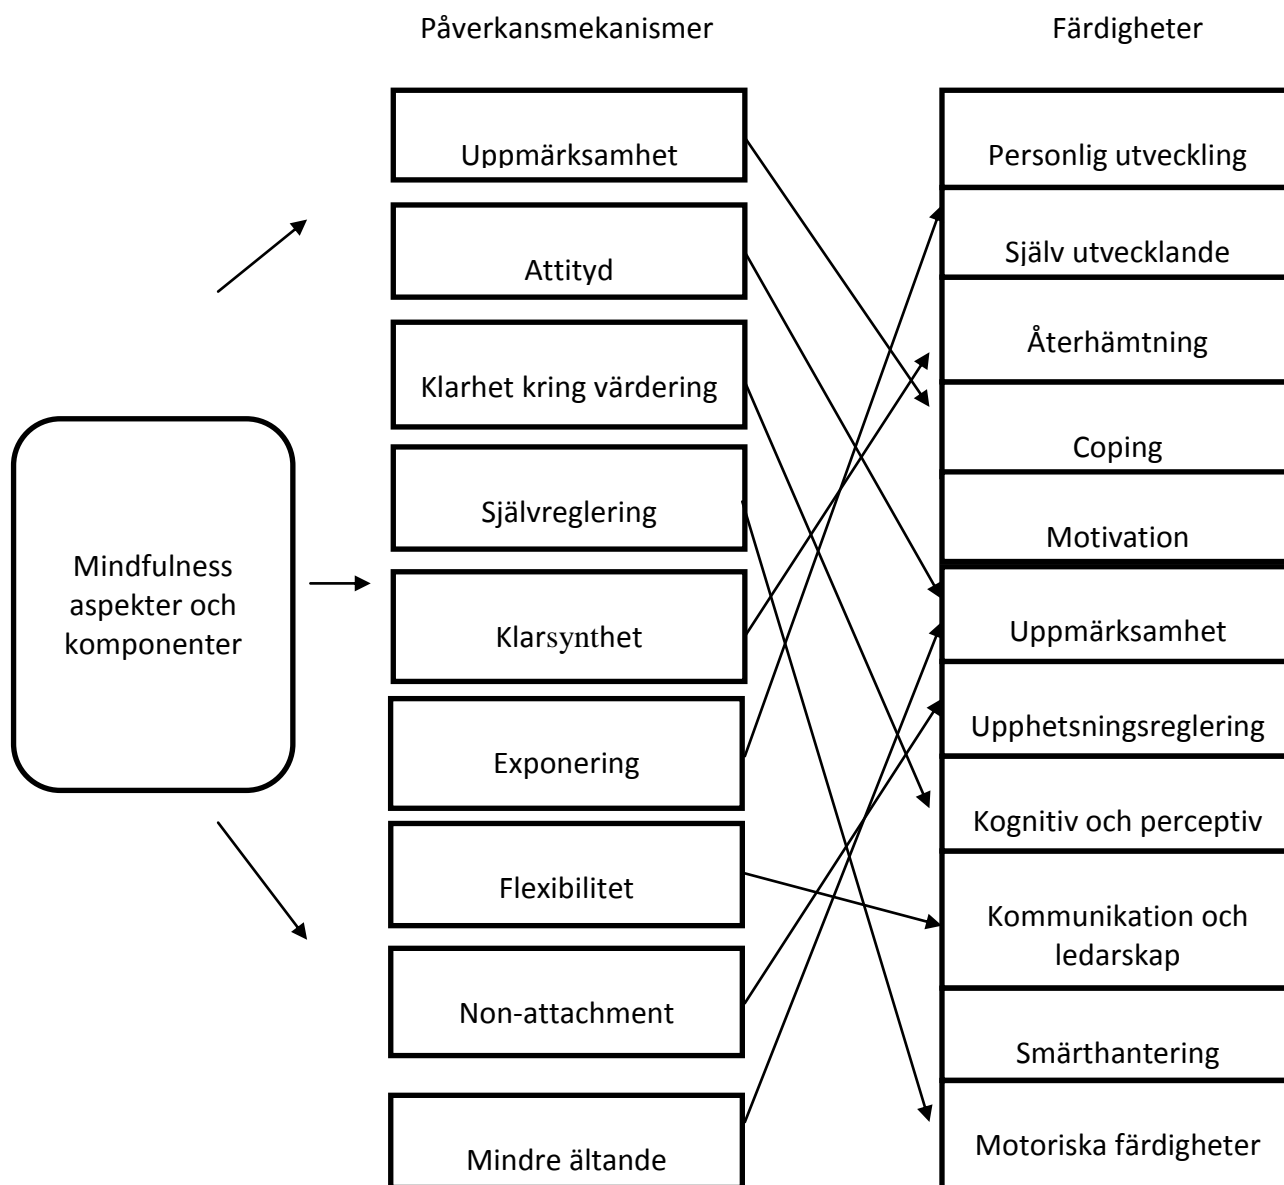 Påverkansmekanismer
Färdigheter
Mindfulness
aspekter och
komponenter
Uppmärksamhet
Attityd
Klarhet kring värdering
Självreglering
Klarsynthet
Exponering
Flexibilitet
Non-attachment
Mindre ältande
Personlig utveckling
Själv utvecklande
Återhämtning
Coping
Motivation
Uppmärksamhet
Upphetsningsreglering
Kognitiv och perceptiv
Kommunikation och
ledarskap
Smärthantering
Motoriska färdigheter